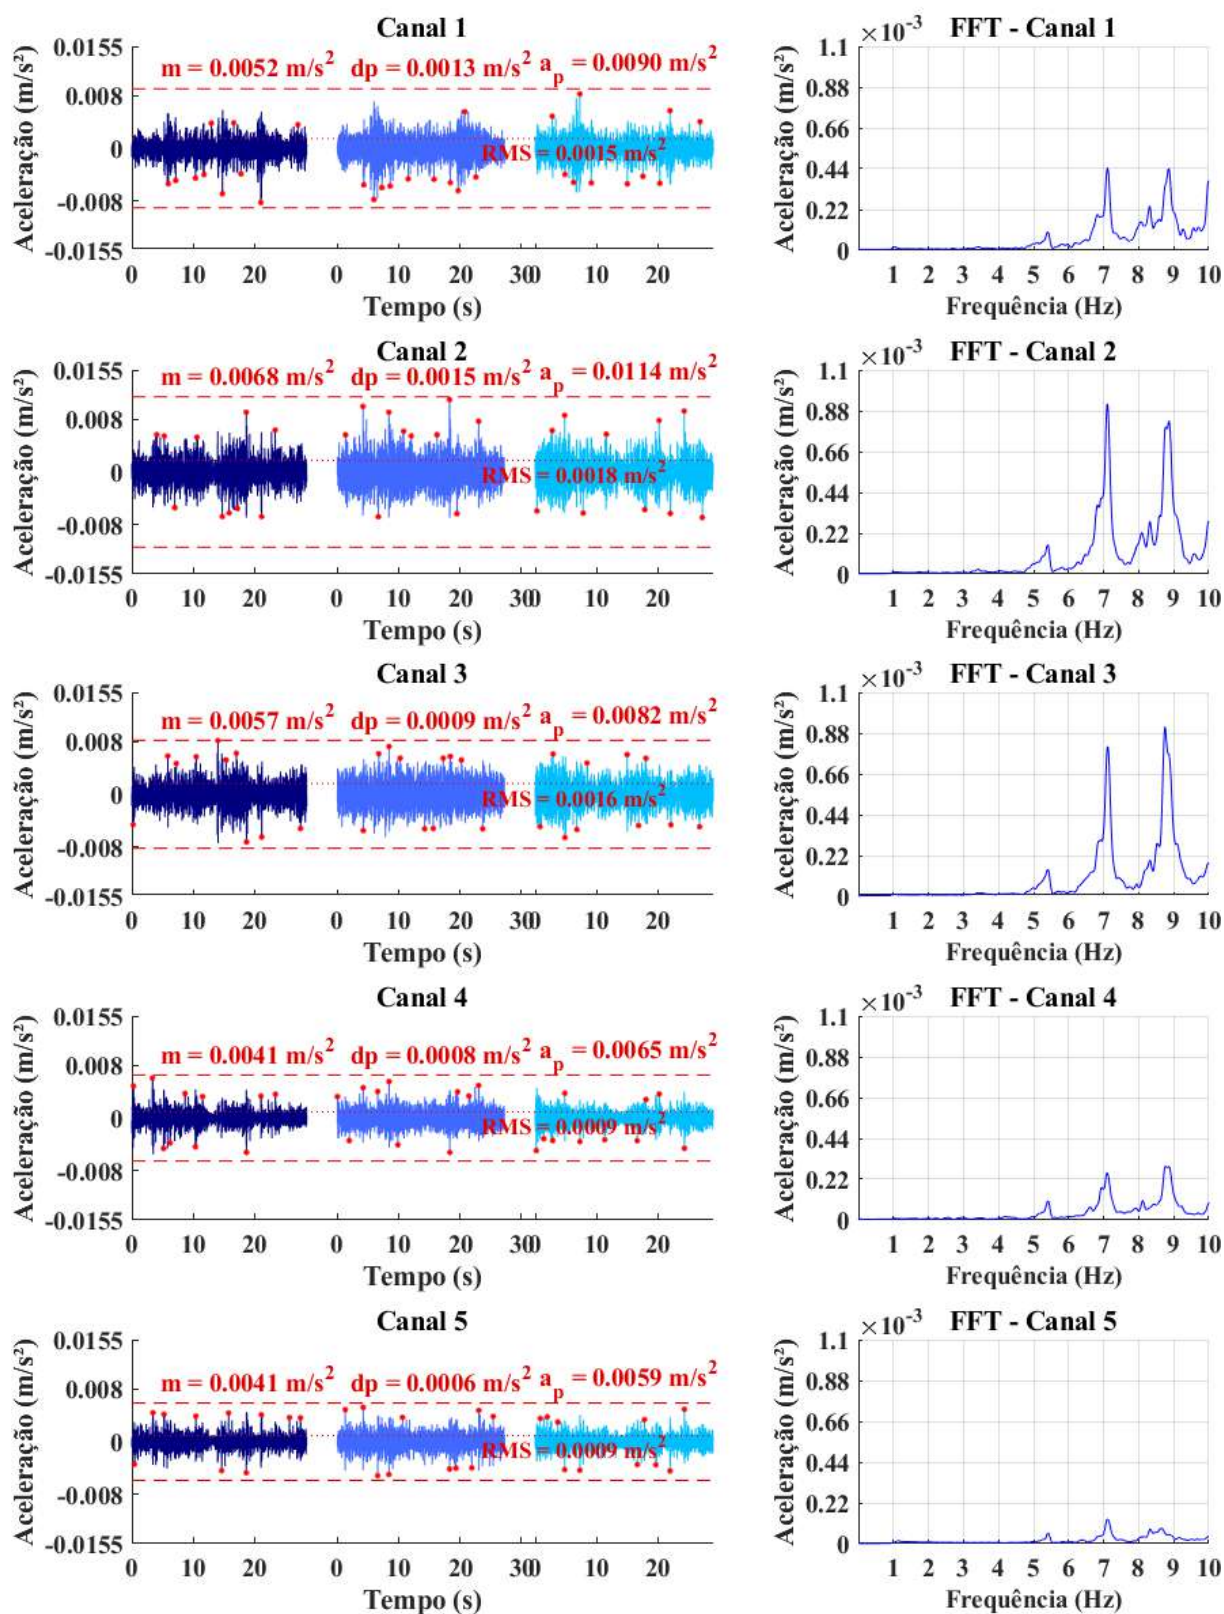 Canal 1
Aceleração (m/s²)
0.0155
0.008
0
-0.008
-0.0155
m = 0.0052 m/s² dp = 0.0013 m/s² a_p = 0.0090 m/s²
RMS = 0.0015 m/s²
0 10 20 0 10 20 30 0 10 20
Tempo (s)
FFT - Canal 1
×10⁻³
Aceleração (m/s²)
1.1
0.88
0.66
0.44
0.22
0
1 2 3 4 5 6 7 8 9 10
Frequência (Hz)
Canal 2
Aceleração (m/s²)
0.0155
0.008
0
-0.008
-0.0155
m = 0.0068 m/s² dp = 0.0015 m/s² a_p = 0.0114 m/s²
RMS = 0.0018 m/s²
0 10 20 0 10 20 30 0 10 20
Tempo (s)
FFT - Canal 2
×10⁻³
Aceleração (m/s²)
1.1
0.88
0.66
0.44
0.22
0
1 2 3 4 5 6 7 8 9 10
Frequência (Hz)
Canal 3
Aceleração (m/s²)
0.0155
0.008
0
-0.008
-0.0155
m = 0.0057 m/s² dp = 0.0009 m/s² a_p = 0.0082 m/s²
RMS = 0.0016 m/s²
0 10 20 0 10 20 30 0 10 20
Tempo (s)
FFT - Canal 3
×10⁻³
Aceleração (m/s²)
1.1
0.88
0.66
0.44
0.22
0
1 2 3 4 5 6 7 8 9 10
Frequência (Hz)
Canal 4
Aceleração (m/s²)
0.0155
0.008
0
-0.008
-0.0155
m = 0.0041 m/s² dp = 0.0008 m/s² a_p = 0.0065 m/s²
RMS = 0.0009 m/s²
0 10 20 0 10 20 30 0 10 20
Tempo (s)
FFT - Canal 4
×10⁻³
Aceleração (m/s²)
1.1
0.88
0.66
0.44
0.22
0
1 2 3 4 5 6 7 8 9 10
Frequência (Hz)
Canal 5
Aceleração (m/s²)
0.0155
0.008
0
-0.008
-0.0155
m = 0.0041 m/s² dp = 0.0006 m/s² a_p = 0.0059 m/s²
RMS = 0.0009 m/s²
0 10 20 0 10 20 30 0 10 20
Tempo (s)
FFT - Canal 5
×10⁻³
Aceleração (m/s²)
1.1
0.88
0.66
0.44
0.22
0
1 2 3 4 5 6 7 8 9 10
Frequência (Hz)